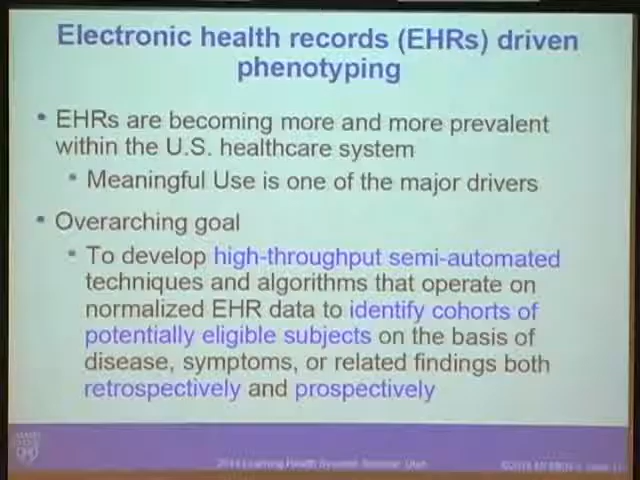 Electronic health records (EHRs) driven
phenotyping
• EHRs are becoming more and more prevalent
within the U.S. healthcare system
• Meaningful Use is one of the major drivers
• Overarching goal
• To develop high-throughput semi-automated
techniques and algorithms that operate on
normalized EHR data to identify cohorts of
potentially eligible subjects on the basis of
disease, symptoms, or related findings both
retrospectively and prospectively
Learning Health